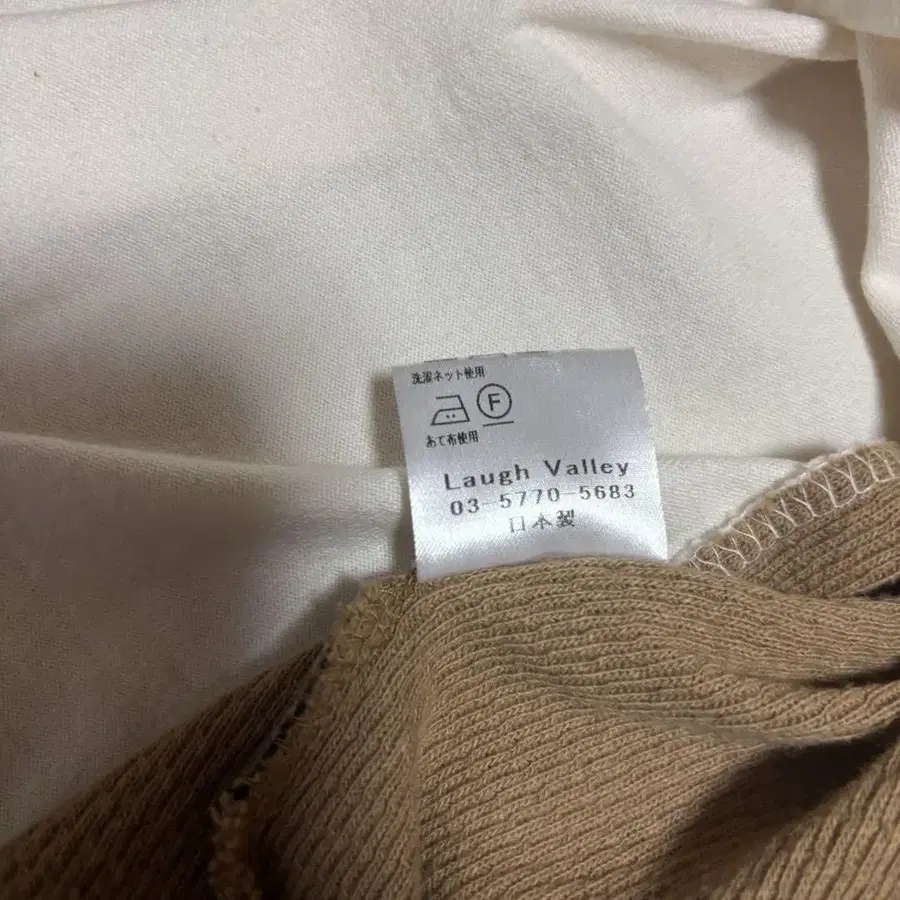 洗濯ネット使用
F
あて布使用
Laugh Valley
03-5770-5683
日本製